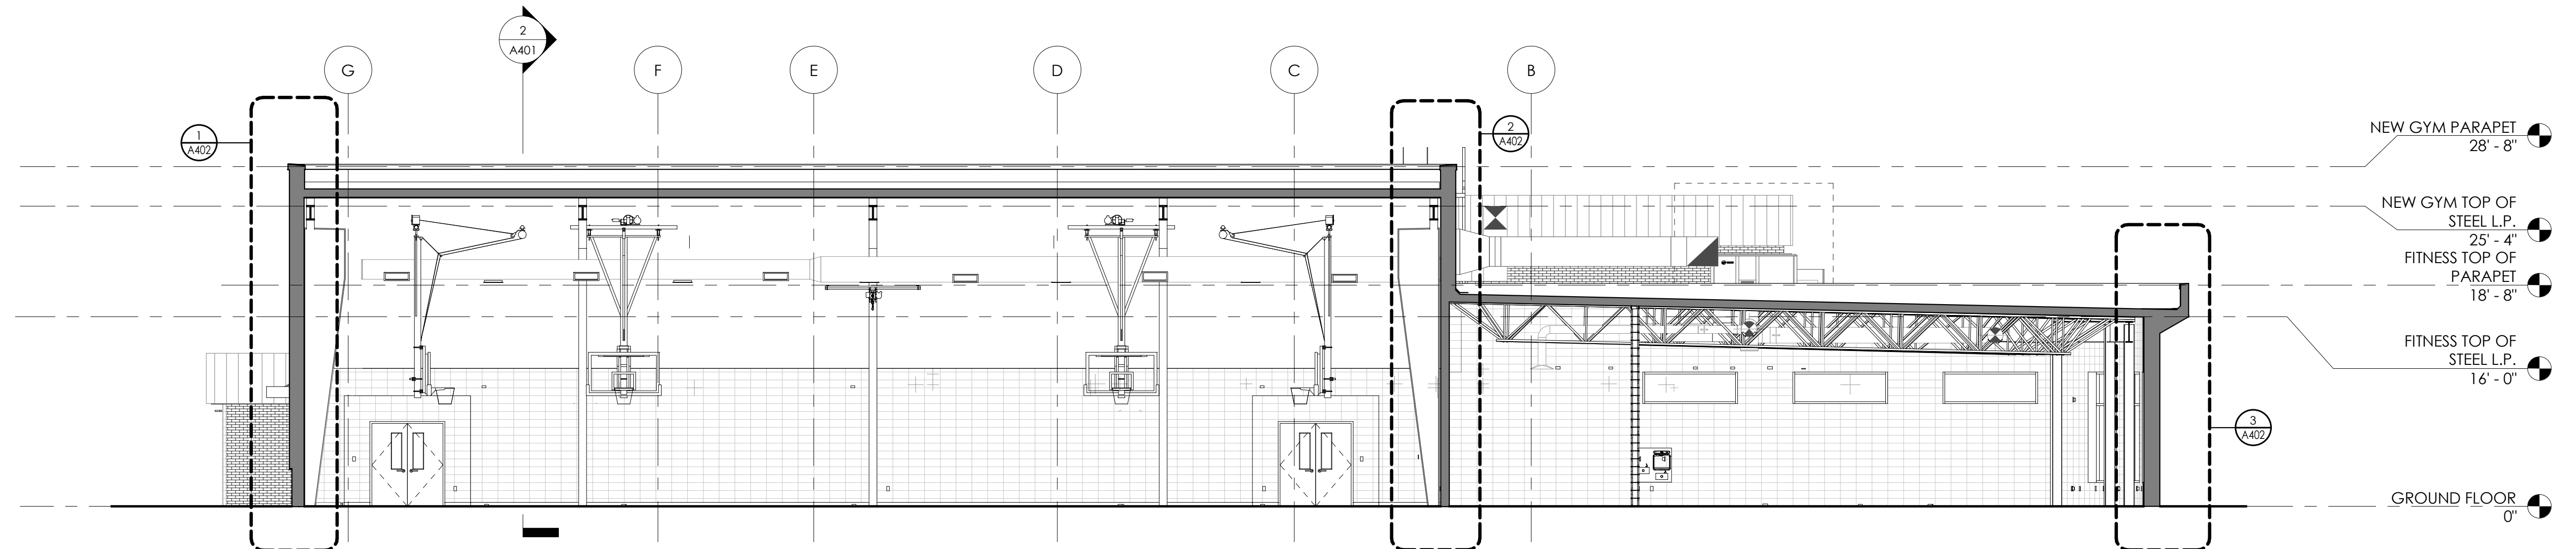 2
A401
G
F
E
D
C
B
1
A402
2
A402
NEW GYM PARAPET
28' - 8"
NEW GYM TOP OF
STEEL L.P.
25' - 4"
FITNESS TOP OF
PARAPET
18' - 8"
FITNESS TOP OF
STEEL L.P.
16' - 0"
3
A402
GROUND FLOOR
0"